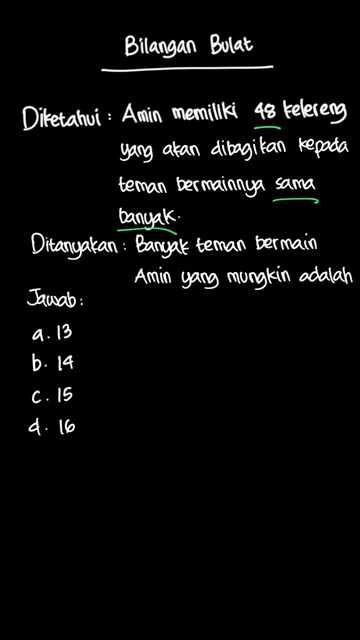 Bilangan Bulat
Diketahui : Amin memiliki 48 kelereng
yang akan dibagikan kepada
teman bermainnya sama
banyak.
Ditanyakan : Banyak teman bermain
Amin yang mungkin adalah
Jawab :
a. 13
b. 14
c. 15
d. 16